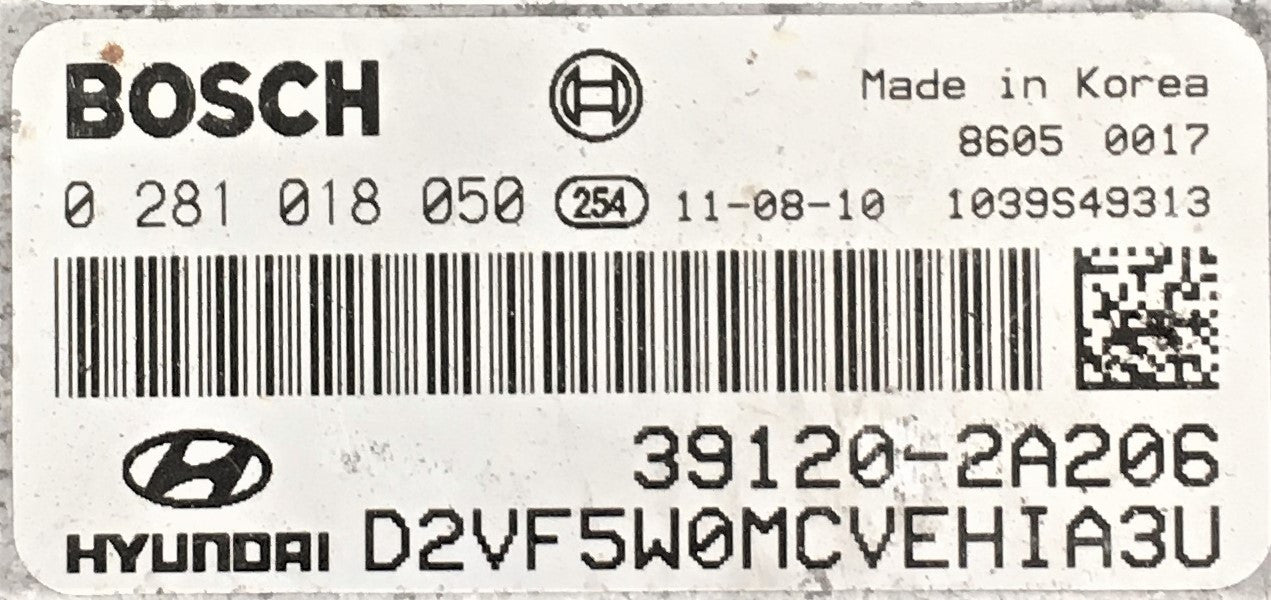 BOSCH
Made in Korea
8605 0017
0 281 018 050 254 11-08-10 1039S49313
39120-2A206
HYUNDAI D2VF5W0MCVEHIA3U